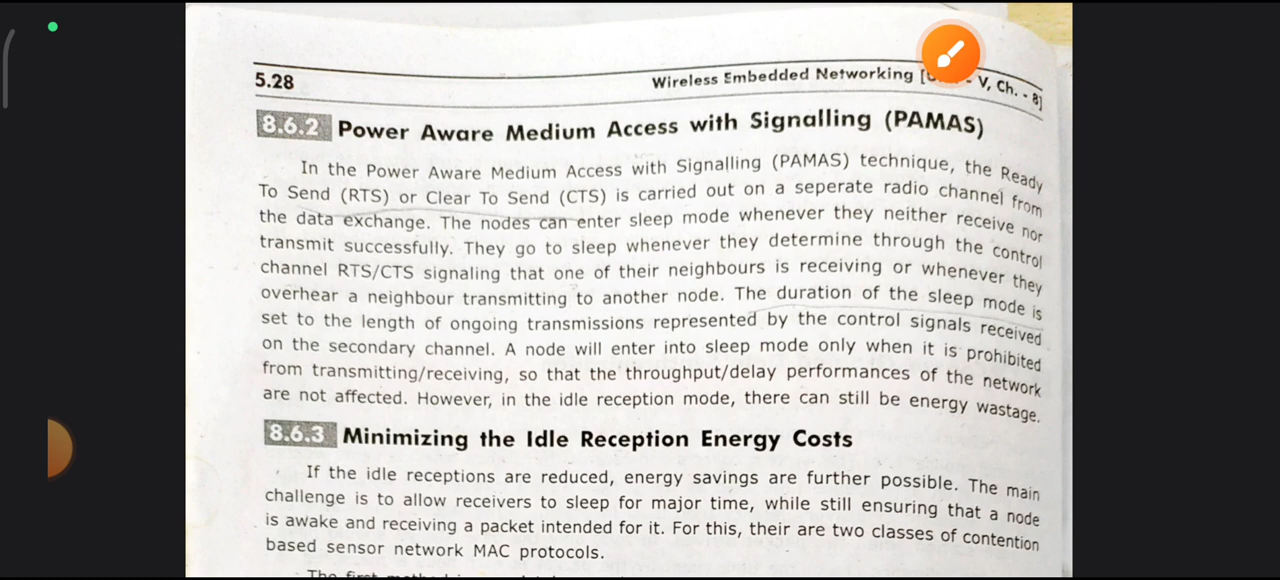 5.28
Wireless Embedded Networking [U - V, Ch. - 8]
8.6.2 Power Aware Medium Access with Signalling (PAMAS)
In the Power Aware Medium Access with Signalling (PAMAS) technique, the Ready
To Send (RTS) or Clear To Send (CTS) is carried out on a seperate radio channel from
the data exchange. The nodes can enter sleep mode whenever they neither receive nor
transmit successfully. They go to sleep whenever they determine through the control
channel RTS/CTS signaling that one of their neighbours is receiving or whenever they
overhear a neighbour transmitting to another node. The duration of the sleep mode is
set to the length of ongoing transmissions represented by the control signals received
on the secondary channel. A node will enter into sleep mode only when it is prohibited
from transmitting/receiving, so that the throughput/delay performances of the network
are not affected. However, in the idle reception mode, there can still be energy wastage.
8.6.3 Minimizing the Idle Reception Energy Costs
If the idle receptions are reduced, energy savings are further possible. The main
challenge is to allow receivers to sleep for major time, while still ensuring that a node
is awake and receiving a packet intended for it. For this, their are two classes of contention
based sensor network MAC protocols.
The first